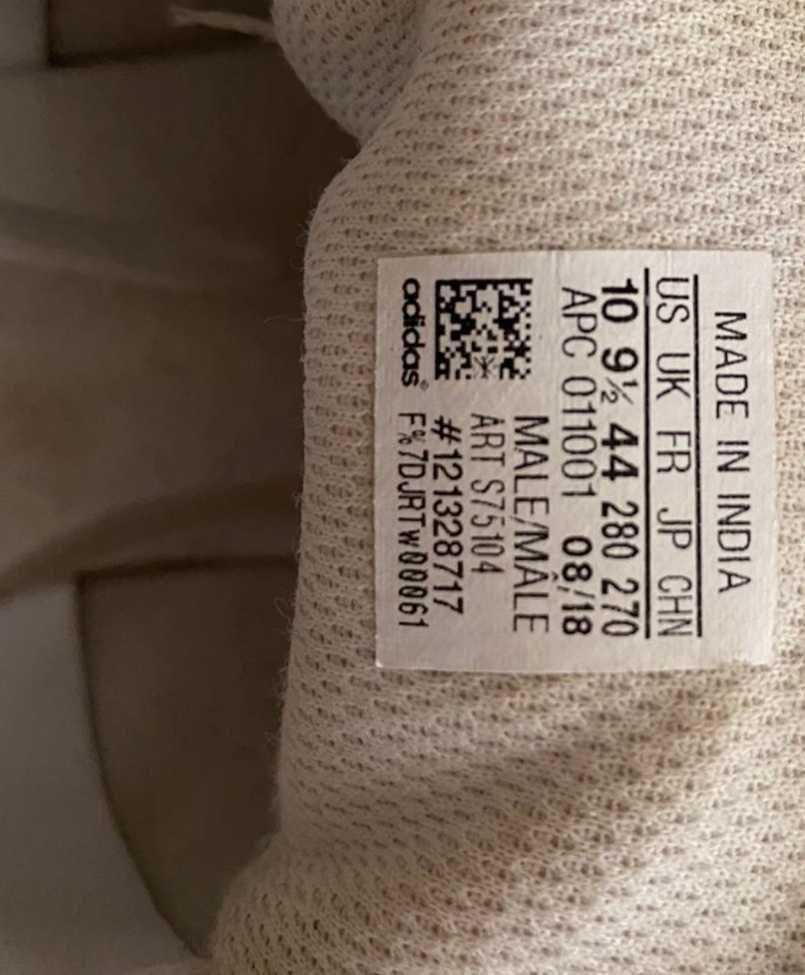 MADE IN INDIA
US UK FR JP CHN
10 9½ 44 280 270
APC 011001 08/18
MALE/MÂLE
ART S75104
#121328717
F%7DJRTW00061
adidas®